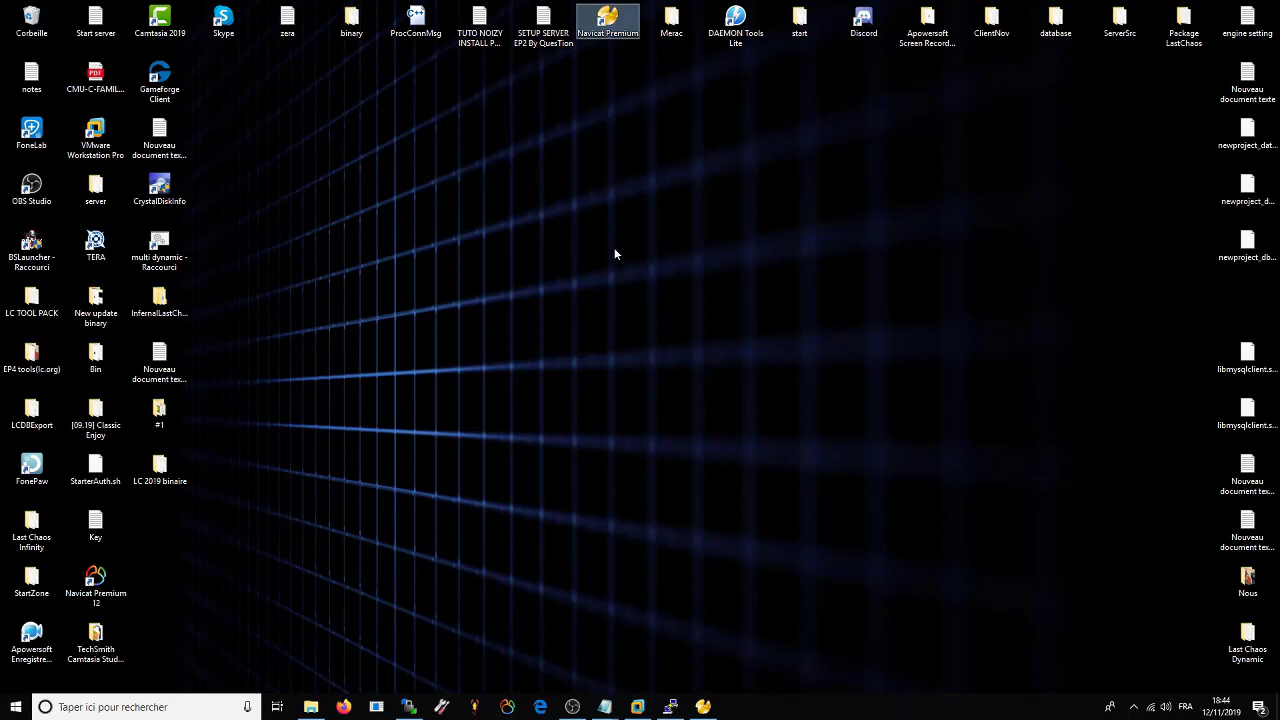 Corbeille
Start server
Camtasia 2019
Skype
zera
binary
ProcConnMsg
TUTO NOIZY
INSTALL P...
SETUP SERVER
EP2 By QuesTion
Navicat Premium
Merac
DAEMON Tools
Lite
start
Discord
Apowersoft
Screen Record...
ClientNov
database
ServerSrc
Package
LastChaos
engine setting
notes
CMU-C-FAMIL...
Gameforge
Client
Nouveau
document texte
FoneLab
VMware
Workstation Pro
Nouveau
document tex...
newproject_dat...
OBS Studio
server
CrystalDiskInfo
newproject_d...
BSLauncher -
Raccourci
TERA
multi dynamic -
Raccourci
newproject_db...
LC TOOL PACK
New update
binary
InfernalLastCh...
EP4 tools(lc.org)
Bin
Nouveau
document tex...
libmysqlclient.s...
LCDBExport
[09.19] Classic
Enjoy
#1
libmysqlclient.s...
FonePaw
StarterAuth.sh
LC 2019 binaire
Nouveau
document tex...
Last Chaos
Infinity
Key
Nouveau
document tex...
StartZone
Navicat Premium
12
Nous
Apowersoft
Enregistre...
TechSmith
Camtasia Stud...
Last Chaos
Dynamic
Taper ici pour rechercher
FRA
18:44
12/11/2019
2